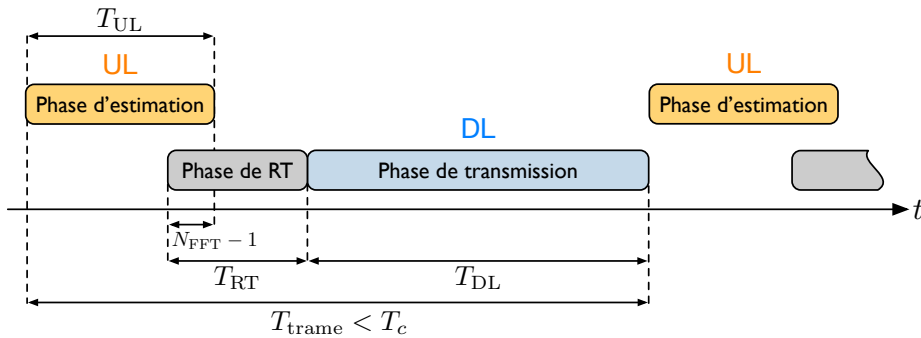 T_UL
UL
UL
Phase d'estimation
Phase d'estimation
DL
Phase de RT
Phase de transmission
t
N_FFT − 1
T_RT
T_DL
T_trame < T_c